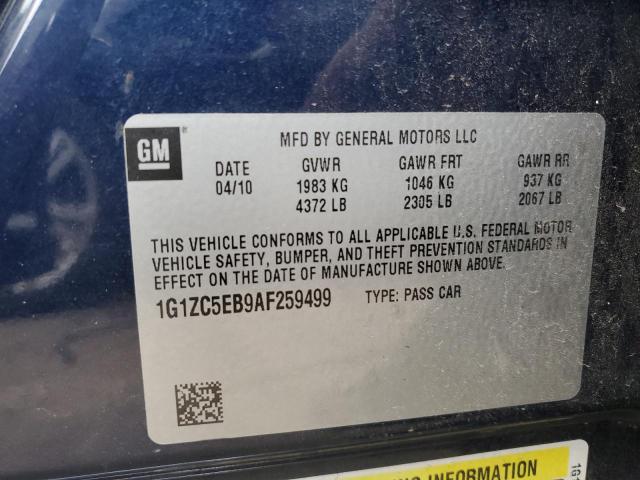 GM
MFD BY GENERAL MOTORS LLC
DATE GVWR GAWR FRT GAWR RR
04/10 1983 KG 1046 KG 937 KG
4372 LB 2305 LB 2067 LB
THIS VEHICLE CONFORMS TO ALL APPLICABLE U.S. FEDERAL MOTOR
VEHICLE SAFETY, BUMPER, AND THEFT PREVENTION STANDARDS IN
EFFECT ON THE DATE OF MANUFACTURE SHOWN ABOVE.
1G1ZC5EB9AF259499 TYPE: PASS CAR
INFORMATION